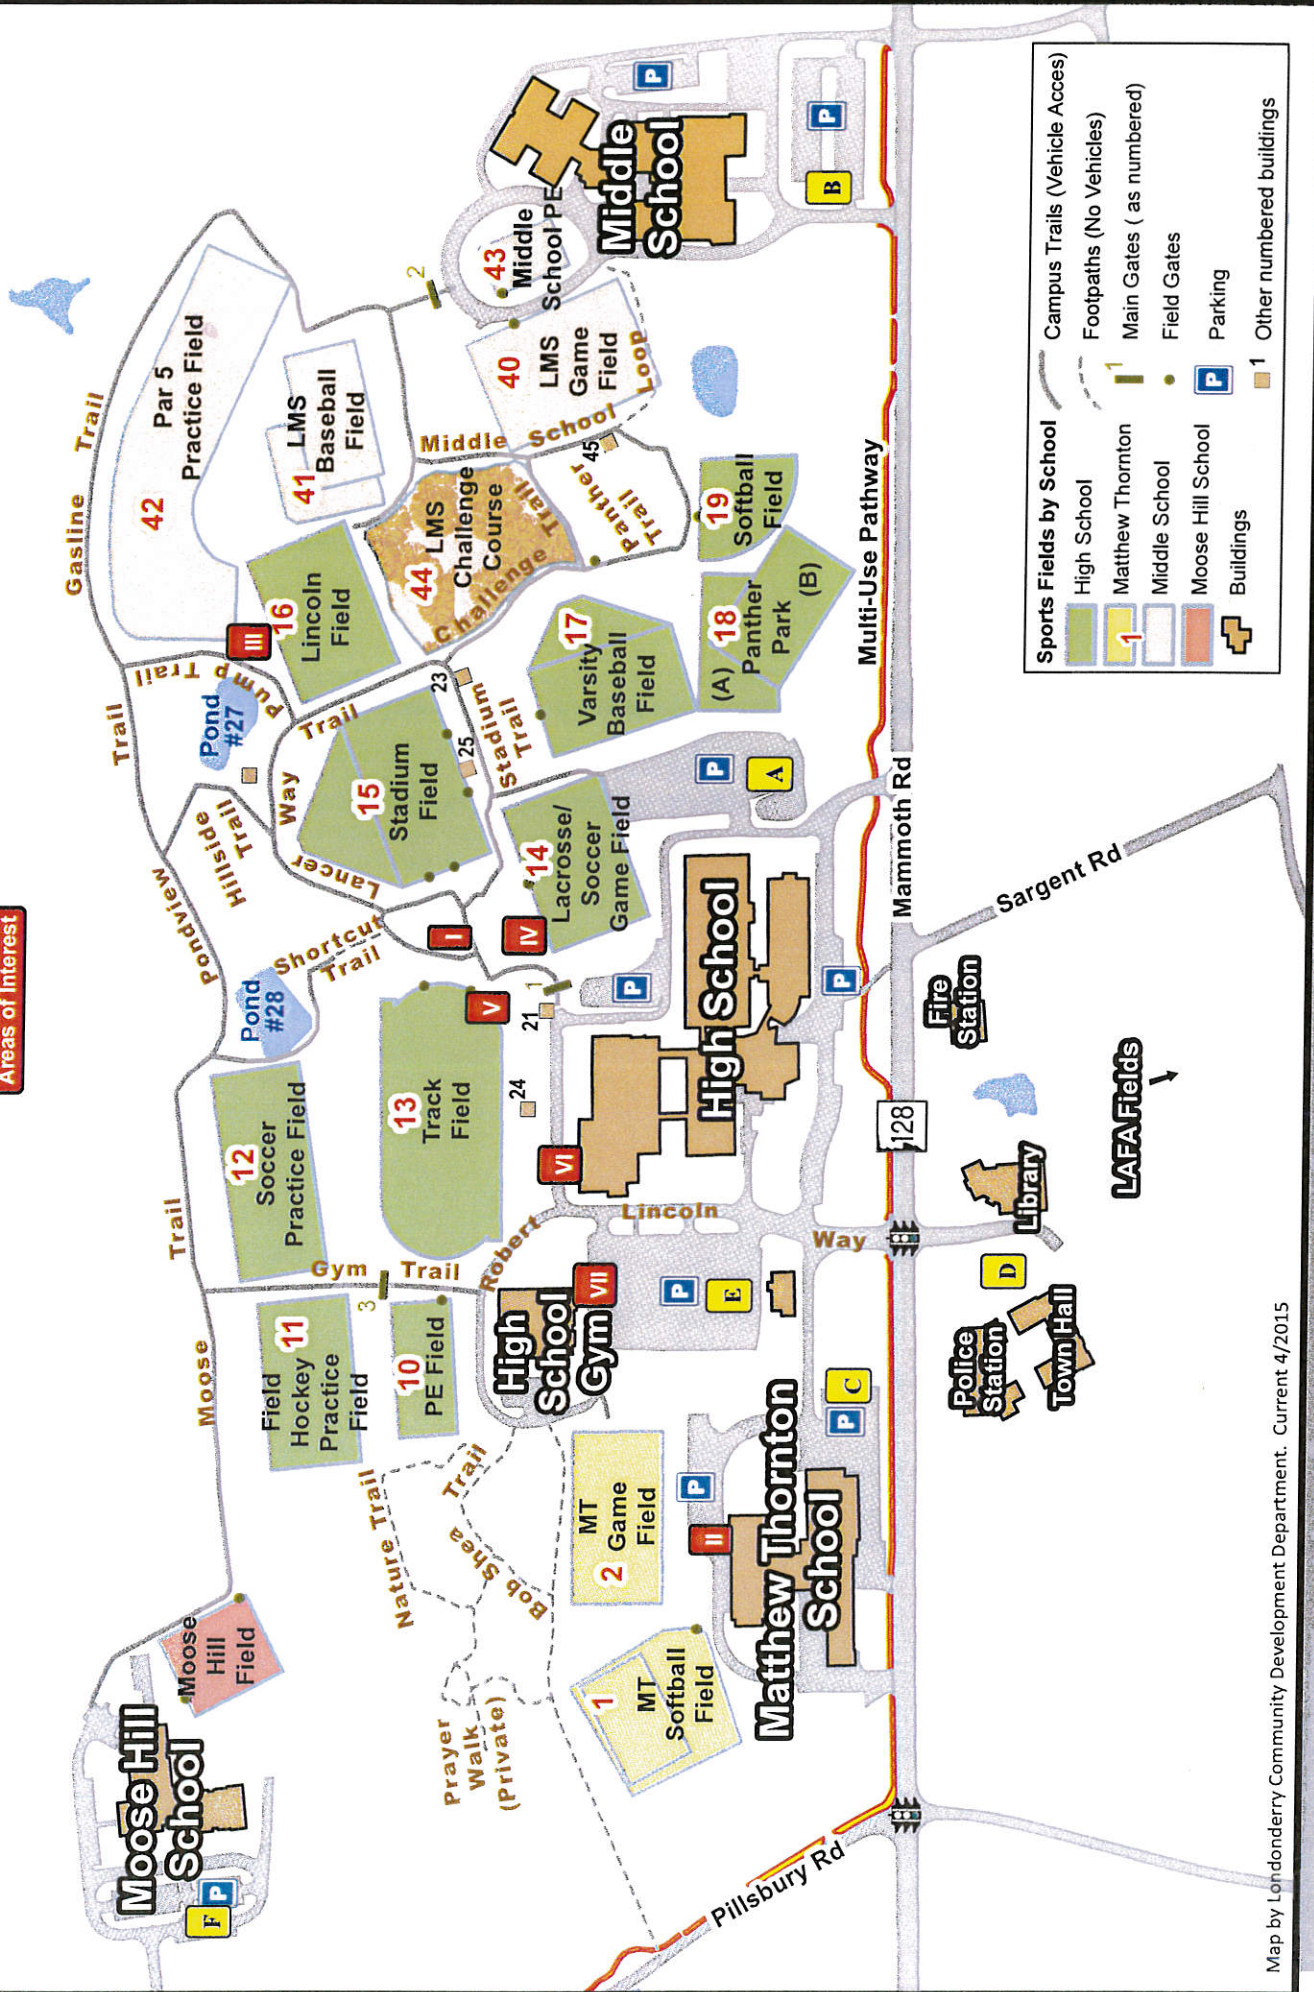 Areas of Interest
Moose Hill
School
F
P
Moose
Hill
Field
Moose
Trail
Pondview
Trail
Gasline
Trail
Field
Hockey
Practice
Field
11
12
Soccer
Practice Field
Pond
#28
Shortcut
Trail
Hillside
Trail
Pond
#27
Pump
Trail
III
42
Par 5
Practice Field
41
LMS
Baseball
Field
16
Lincoln
Field
Lancer
Way
Trail
15
Stadium
Field
13
Track
Field
Gym
Trail
3
10
PE Field
Nature Trail
Bob Shea
Trail
Prayer
Walk
(Private)
I
IV
V
1
21
24
VI
23
25
Stadium
Trail
14
Lacrosse/
Soccer
Game Field
44
LMS
Challenge
Course
Challenge
Trail
Middle
School
Loop
2
43
Middle
School PE
40
LMS
Game
Field
45
Panther
Trail
17
Varsity
Baseball
Field
18
Panther
Park
(A)
(B)
19
Softball
Field
Middle
School
P
P
B
High
School
Gym
VII
Robert
Lincoln
Way
P
E
High School
P
P
P
A
1
MT
Softball
Field
2
MT
Game
Field
P
II
Matthew Thornton
School
P
C
Pillsbury Rd
Multi-Use Pathway
Mammoth Rd
128
Sargent Rd
Police
Station
Town Hall
D
Library
Fire
Station
LAFA Fields
Sports Fields by School
High School
1
Matthew Thornton
Middle School
Moose Hill School
Buildings
Campus Trails (Vehicle Acces)
Footpaths (No Vehicles)
1
Main Gates ( as numbered)
Field Gates
P
Parking
1
Other numbered buildings
Map by Londonderry Community Development Department. Current 4/2015